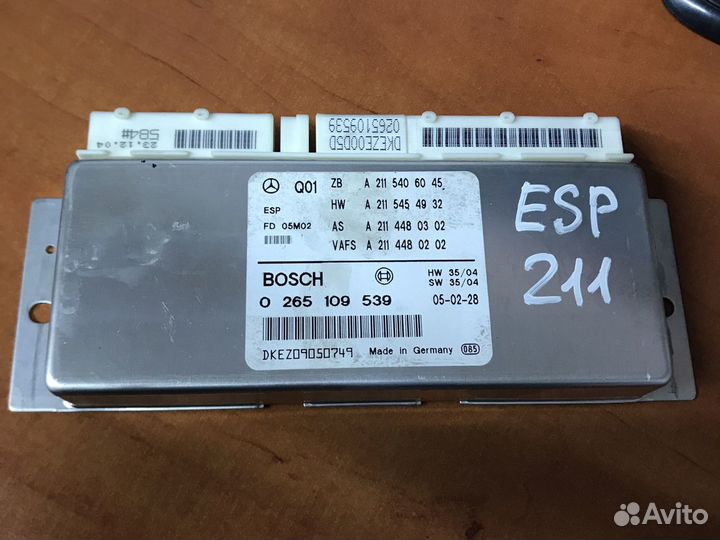 584#
23.12.04
DKEZE00D5D
0265109539
Q01 ZB A 211 540 60 45
ESP HW A 211 545 49 32
FD 05M02 AS A 211 448 03 02
VAFS A 211 448 02 02
BOSCH HW 35/04
SW 35/04
0 265 109 539 05-02-28
DKEZ09050749 Made in Germany 085
ESP
211
Avito